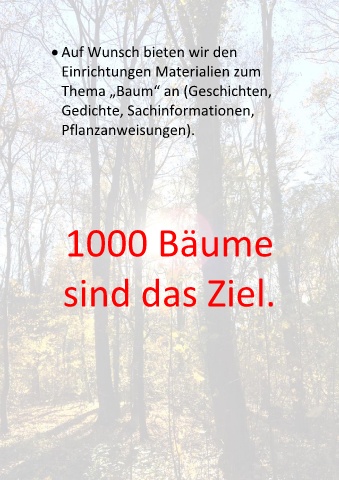 • Auf Wunsch bieten wir den
Einrichtungen Materialien zum
Thema „Baum“ an (Geschichten,
Gedichte, Sachinformationen,
Pflanzanweisungen).
1000 Bäume
sind das Ziel.